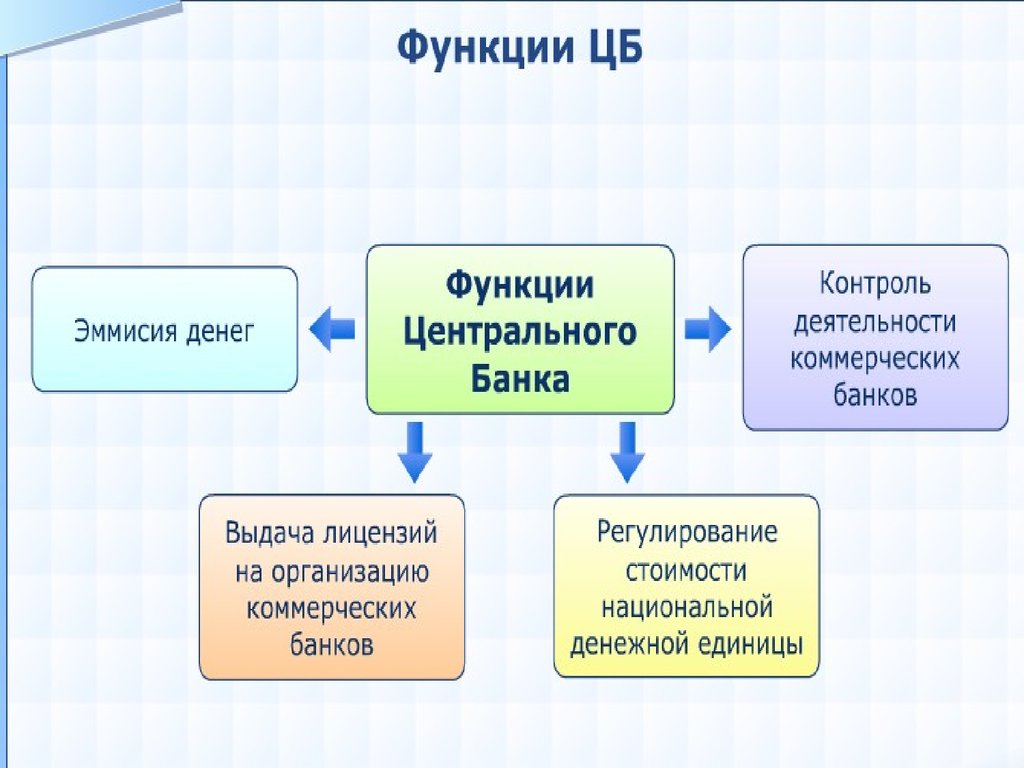 Функции ЦБ
Эммисия денег
Функции
Центрального
Банка
Контроль
деятельности
коммерческих
банков
Выдача лицензий
на организацию
коммерческих
банков
Регулирование
стоимости
национальной
денежной единицы